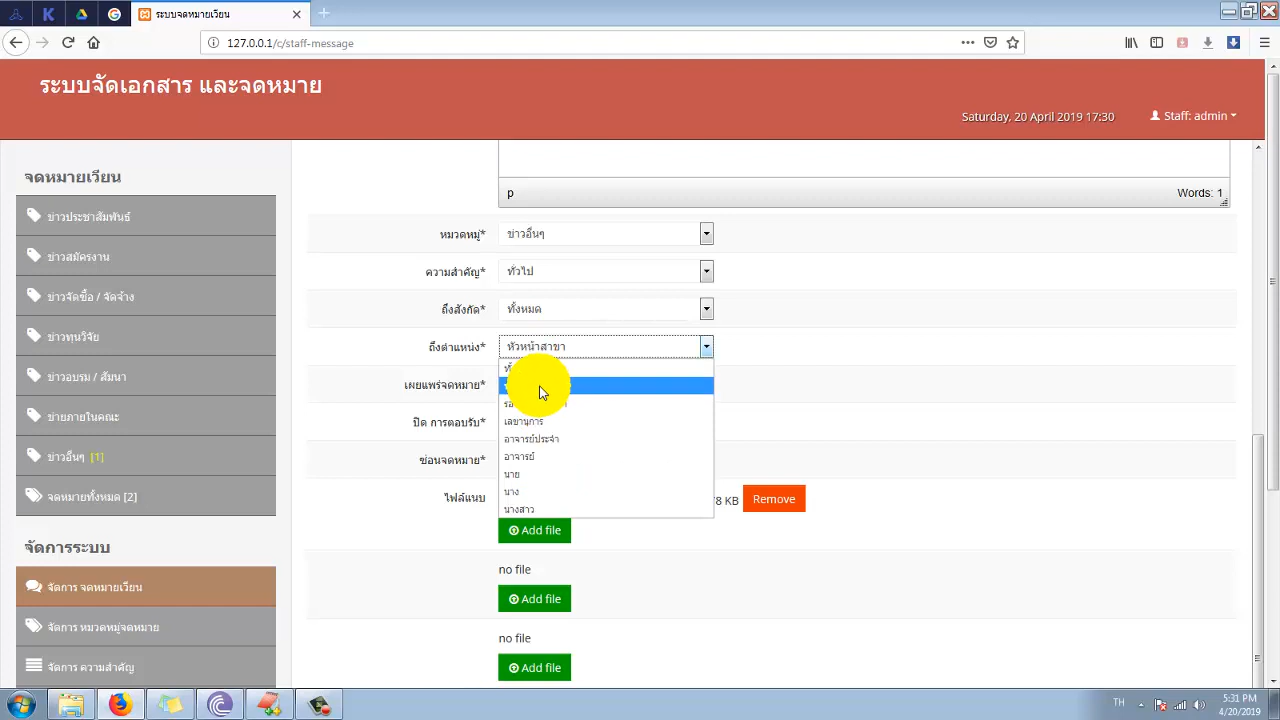 ระบบจดหมายเวียน
127.0.0.1/c/staff-message
ระบบจัดเอกสาร และจดหมาย
Saturday, 20 April 2019 17:30
Staff: admin
จดหมายเวียน
ข่าวประชาสัมพันธ์
ข่าวสมัครงาน
ข่าวจัดซื้อ / จัดจ้าง
ข่าวทุนวิจัย
ข่าวอบรม / สัมนา
ข่ายภายในคณะ
ข่าวอื่นๆ [1]
จดหมายทั้งหมด [2]
จัดการระบบ
จัดการ จดหมายเวียน
จัดการ หมวดหมู่จดหมาย
จัดการ ความสำคัญ
p
Words: 1
หมวดหมู่* ข่าวอื่นๆ
ความสำคัญ* ทั่วไป
ถึงสังกัด* ทั้งหมด
ถึงตำแหน่ง* หัวหน้าสาขา
เผยแพร่จดหมาย*
ปิด การตอบรับ*
เลขานุการ
อาจารย์ประจำ
อาจารย์
ซ่อนจดหมาย*
นาย
นาง
นางสาว
ไฟล์แนบ
8 KB Remove
Add file
no file
Add file
no file
Add file
TH
5:31 PM
4/20/2019